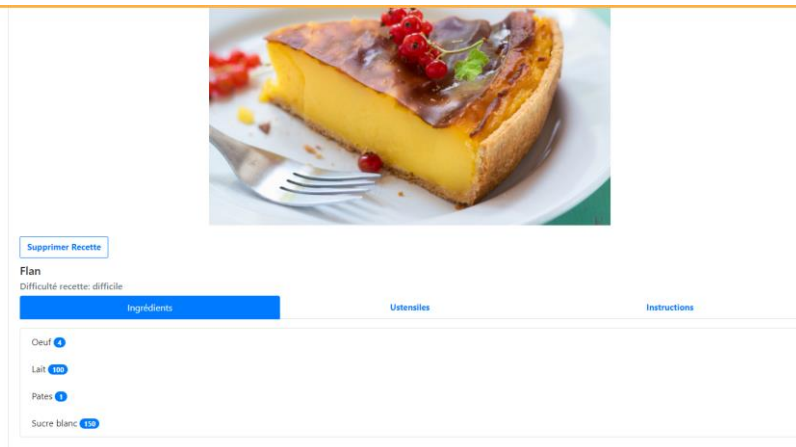 Supprimer Recette
Flan
Difficulté recette: difficile
Ingrédients Ustensiles Instructions
Oeuf 4
Lait 100
Pates 1
Sucre blanc 150